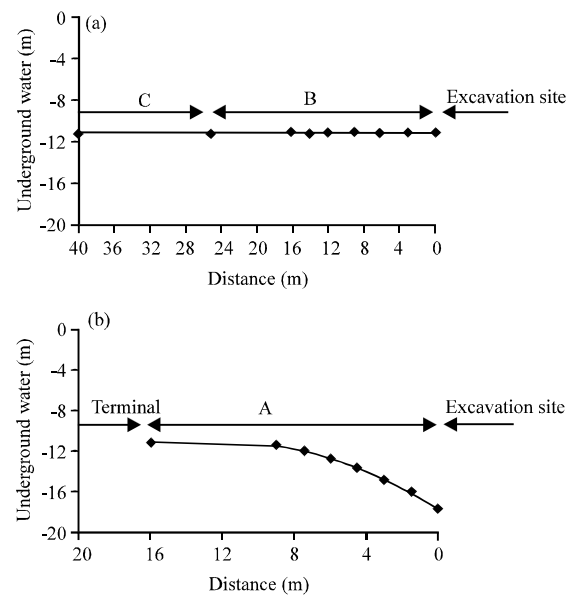 (a)
Underground water (m)
0
-4
-8
-12
-16
-20
C
B
Excavation site
40 36 32 28 24 20 16 12 8 4 0
Distance (m)
(b)
Underground water (m)
0
-4
-8
-12
-16
-20
Terminal
A
Excavation site
20 16 12 8 4 0
Distance (m)